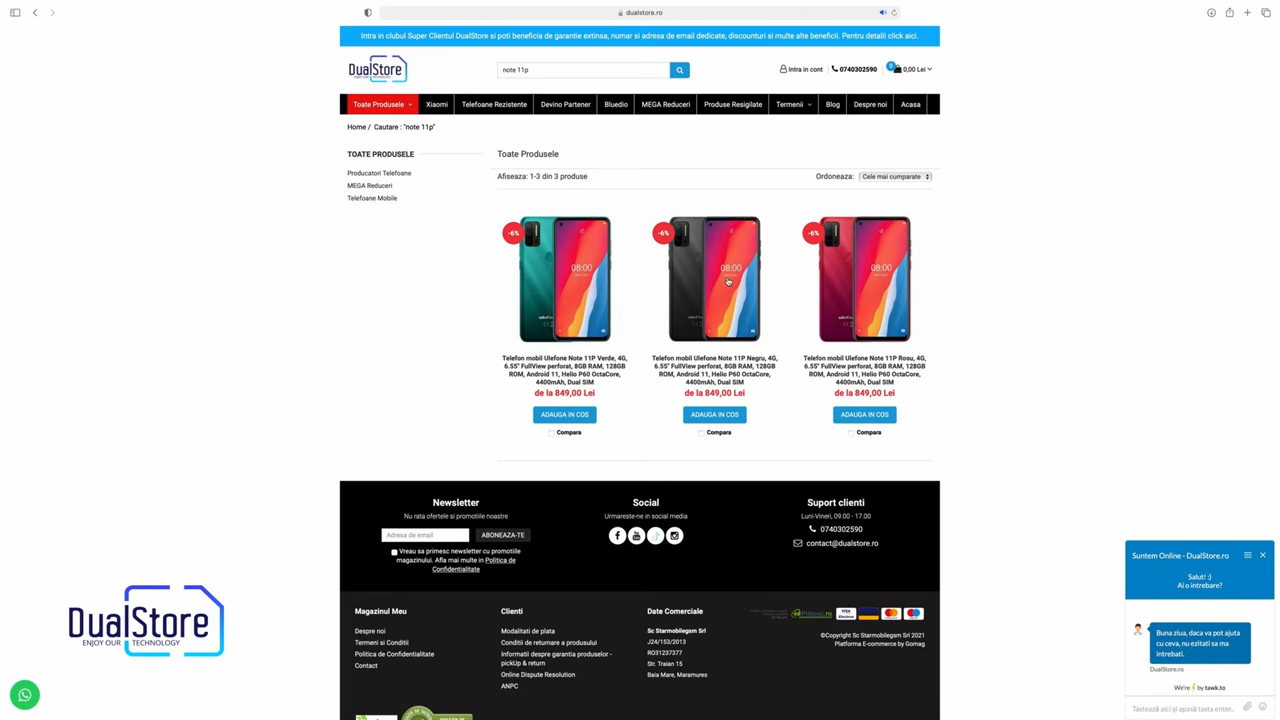 dualstore.ro
Intra in clubul Super Clientul DualStore si poti beneficia de garantie extinsa, numar si adresa de email dedicate, discounturi si multe alte beneficii. Pentru detalii click aici.
DualStore
ENJOY OUR TECHNOLOGY
note 11p
Intra in cont
0740302590
0
0,00 Lei
Toate Produsele
Xiaomi
Telefoane Rezistente
Devino Partener
Bluedio
MEGA Reduceri
Produse Resigilate
Termenii
Blog
Despre noi
Acasa
Home / Cautare : "note 11p"
TOATE PRODUSELE
Producatori Telefoane
MEGA Reduceri
Telefoane Mobile
Toate Produsele
Afiseaza: 1-3 din 3 produse
Ordoneaza: Cele mai cumparate
-6%
08:00
-6%
08:00
-6%
08:00
Telefon mobil Ulefone Note 11P Verde, 4G,
6.55" FullView perforat, 8GB RAM, 128GB
ROM, Android 11, Helio P60 OctaCore,
4400mAh, Dual SIM
de la 849,00 Lei
ADAUGA IN COS
Compara
Telefon mobil Ulefone Note 11P Negru, 4G,
6.55" FullView perforat, 8GB RAM, 128GB
ROM, Android 11, Helio P60 OctaCore,
4400mAh, Dual SIM
de la 849,00 Lei
ADAUGA IN COS
Compara
Telefon mobil Ulefone Note 11P Rosu, 4G,
6.55" FullView perforat, 8GB RAM, 128GB
ROM, Android 11, Helio P60 OctaCore,
4400mAh, Dual SIM
de la 849,00 Lei
ADAUGA IN COS
Compara
Newsletter
Nu rata ofertele si promotiile noastre
Adresa de email
ABONEAZA-TE
Vreau sa primesc newsletter cu promotiile
magazinului. Afla mai multe in Politica de
Confidentialitate
Social
Urmareste-ne in social media
Suport clienti
Luni-Vineri, 09.00 - 17.00
0740302590
contact@dualstore.ro
Magazinul Meu
Despre noi
Termeni si Conditii
Politica de Confidentialitate
Contact
Clienti
Modalitati de plata
Conditii de returnare a produsului
Informatii despre garantia produselor -
pickUp & return
Online Dispute Resolution
ANPC
Date Comerciale
Sc Starmobilegsm Srl
J24/153/2013
RO31237377
Str. Traian 15
Baia Mare, Maramures
VISA
©Copyright Sc Starmobilegsm Srl 2021
Platforma E-commerce by Gomag
DualStore
ENJOY OUR TECHNOLOGY
Suntem Online - DualStore.ro
Salut! :)
Ai o intrebare?
Buna ziua, daca va pot ajuta
cu ceva, nu ezitati sa ma
intrebati.
DualStore.ro
We're by tawk.to
Tastează aici și apasă tasta enter..